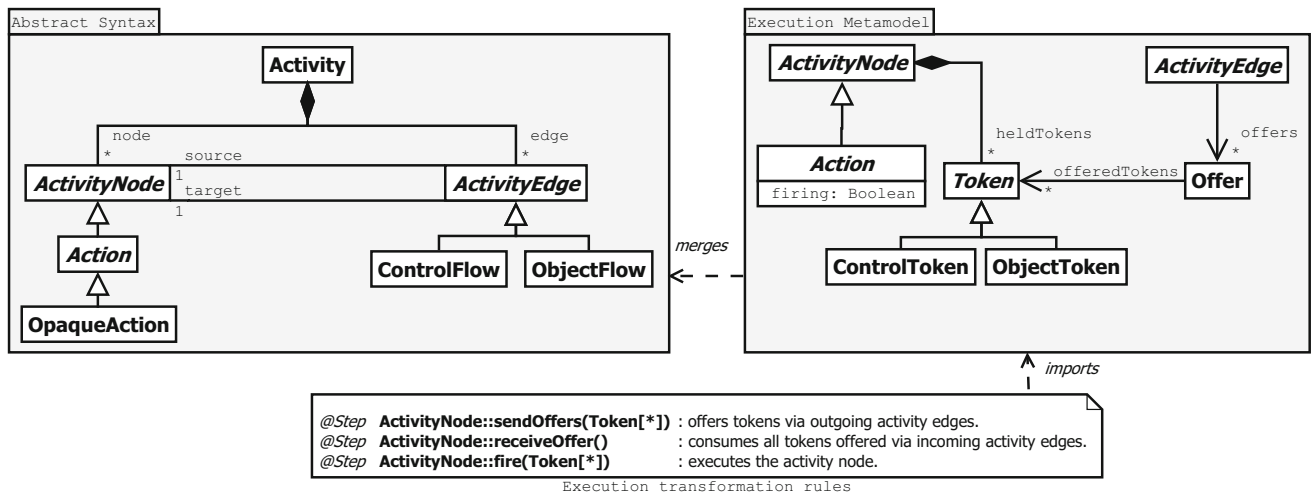 Abstract Syntax
Activity
node
*
edge
*
source
1
target
1
ActivityNode
ActivityEdge
Action
OpaqueAction
ControlFlow
ObjectFlow
merges
Execution Metamodel
ActivityNode
ActivityEdge
heldTokens
*
offers
*
Action
firing: Boolean
Token
offeredTokens
*
Offer
ControlToken
ObjectToken
imports
@Step ActivityNode::sendOffers(Token[*]) : offers tokens via outgoing activity edges.
@Step ActivityNode::receiveOffer() : consumes all tokens offered via incoming activity edges.
@Step ActivityNode::fire(Token[*]) : executes the activity node.
Execution transformation rules